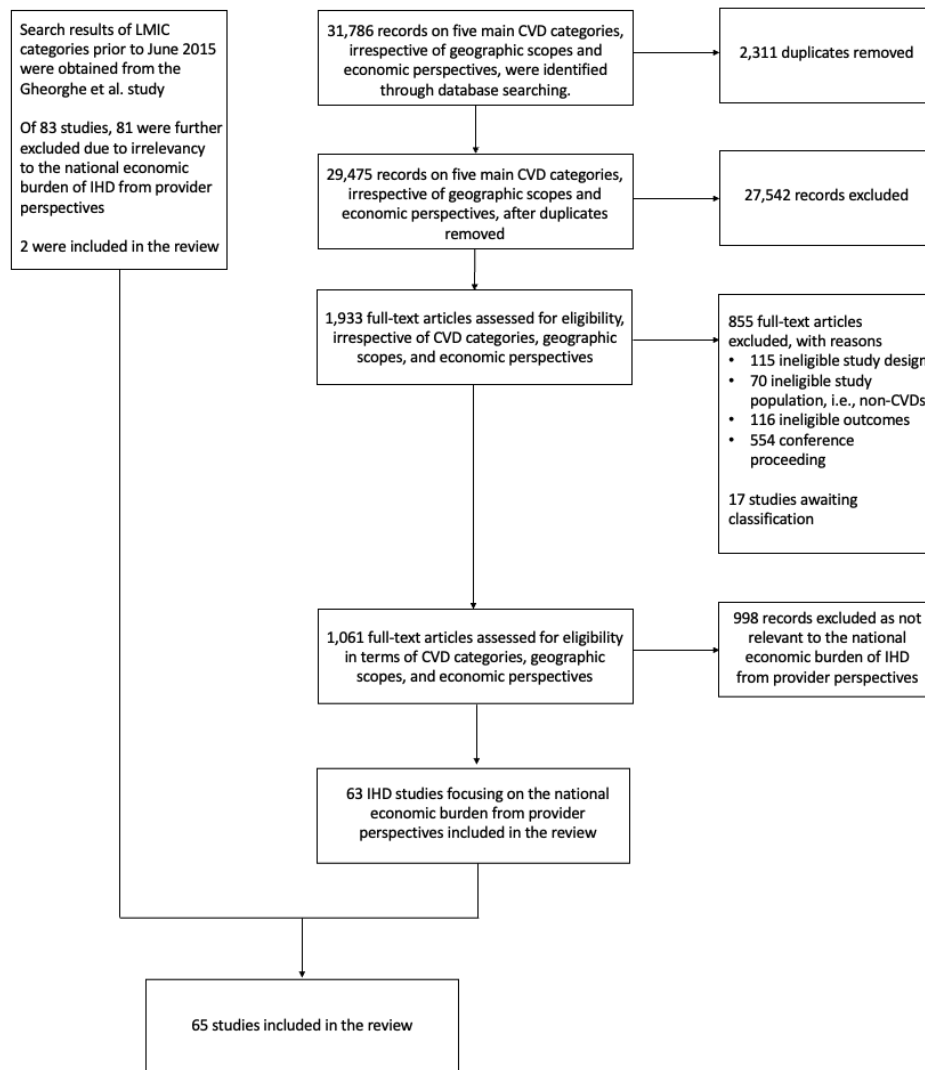 Search results of LMIC
categories prior to June 2015
were obtained from the
Gheorghe et al. study
Of 83 studies, 81 were further
excluded due to irrelevancy
to the national economic
burden of IHD from provider
perspectives
2 were included in the review
31,786 records on five main CVD categories,
irrespective of geographic scopes and
economic perspectives, were identified
through database searching.
2,311 duplicates removed
29,475 records on five main CVD categories,
irrespective of geographic scopes and
economic perspectives, after duplicates
removed
27,542 records excluded
1,933 full-text articles assessed for eligibility,
irrespective of CVD categories, geographic
scopes, and economic perspectives
855 full-text articles
excluded, with reasons
• 115 ineligible study design
• 70 ineligible study
population, i.e., non-CVDs
• 116 ineligible outcomes
• 554 conference
proceeding
17 studies awaiting
classification
1,061 full-text articles assessed for eligibility
in terms of CVD categories, geographic
scopes, and economic perspectives
998 records excluded as not
relevant to the national
economic burden of IHD
from provider perspectives
63 IHD studies focusing on the national
economic burden from provider
perspectives included in the review
65 studies included in the review